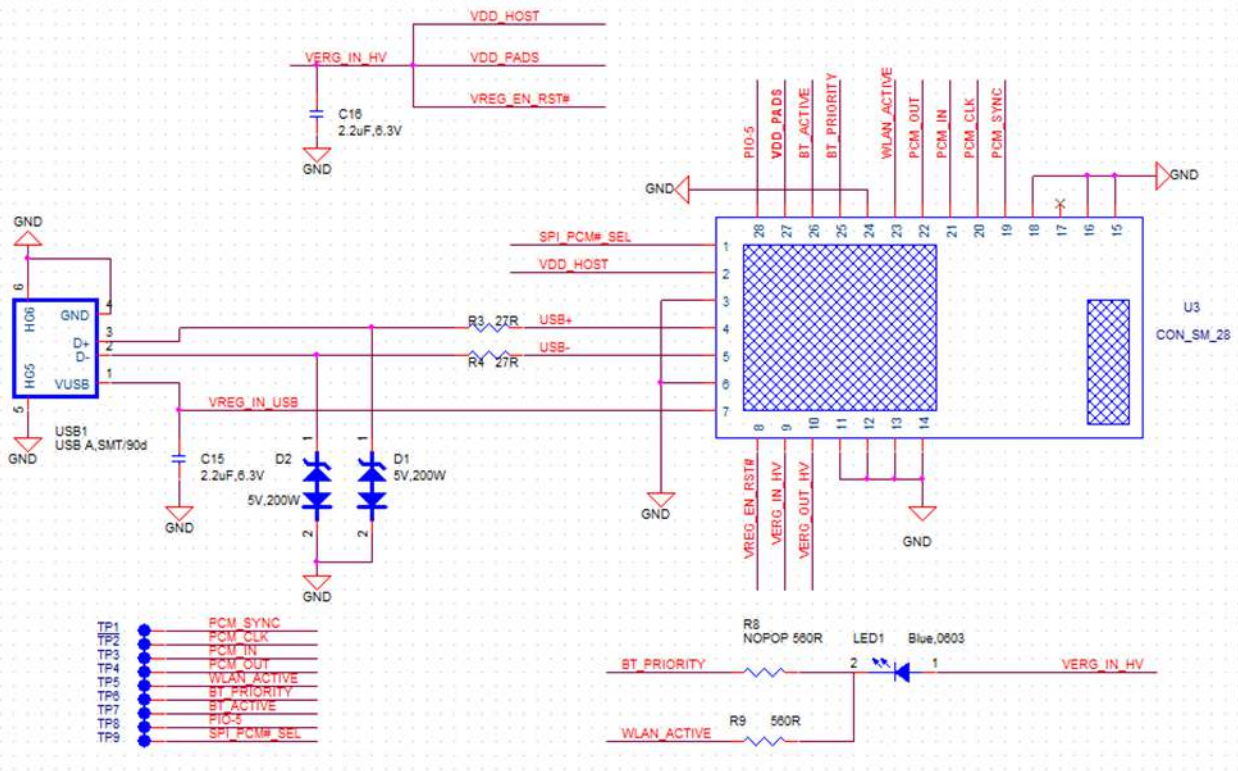 VDD_HOST
VERG_IN_HV
VDD_PADS
VREG_EN_RST#
C16
2.2uF,6.3V
GND
PIO-5
VDD_PADS
BT_ACTIVE
BT_PRIORITY
WLAN_ACTIVE
PCM_OUT
PCM_IN
PCM_CLK
PCM_SYNC
GND
GND
28
27
26
25
24
23
22
21
20
19
18
17
16
15
SPI_PCM#_SEL
1
VDD_HOST
2
3
4
5
6
7
U3
CON_SM_28
GND
6
HO6
GND
4
D+
3
D-
2
HO5
VUSB
1
5
GND
USB1
USB A,SMT/90d
R3 27R
USB+
R4 27R
USB-
VREG_IN_USB
C15
2.2uF,6.3V
GND
D2
1
5V,200W
2
D1
1
5V,200W
2
GND
GND
8
9
10
11
12
13
14
VREG_EN_RST#
VERG_IN_HV
VERG_OUT_HV
GND
TP1 PCM_SYNC
TP2 PCM_CLK
TP3 PCM_IN
TP4 PCM_OUT
TP5 WLAN_ACTIVE
TP6 BT_PRIORITY
TP7 BT_ACTIVE
TP8 PIO-5
TP9 SPI_PCM#_SEL
R8
NOPOP 560R
LED1
Blue,0603
BT_PRIORITY
2
1
VERG_IN_HV
R9 560R
WLAN_ACTIVE